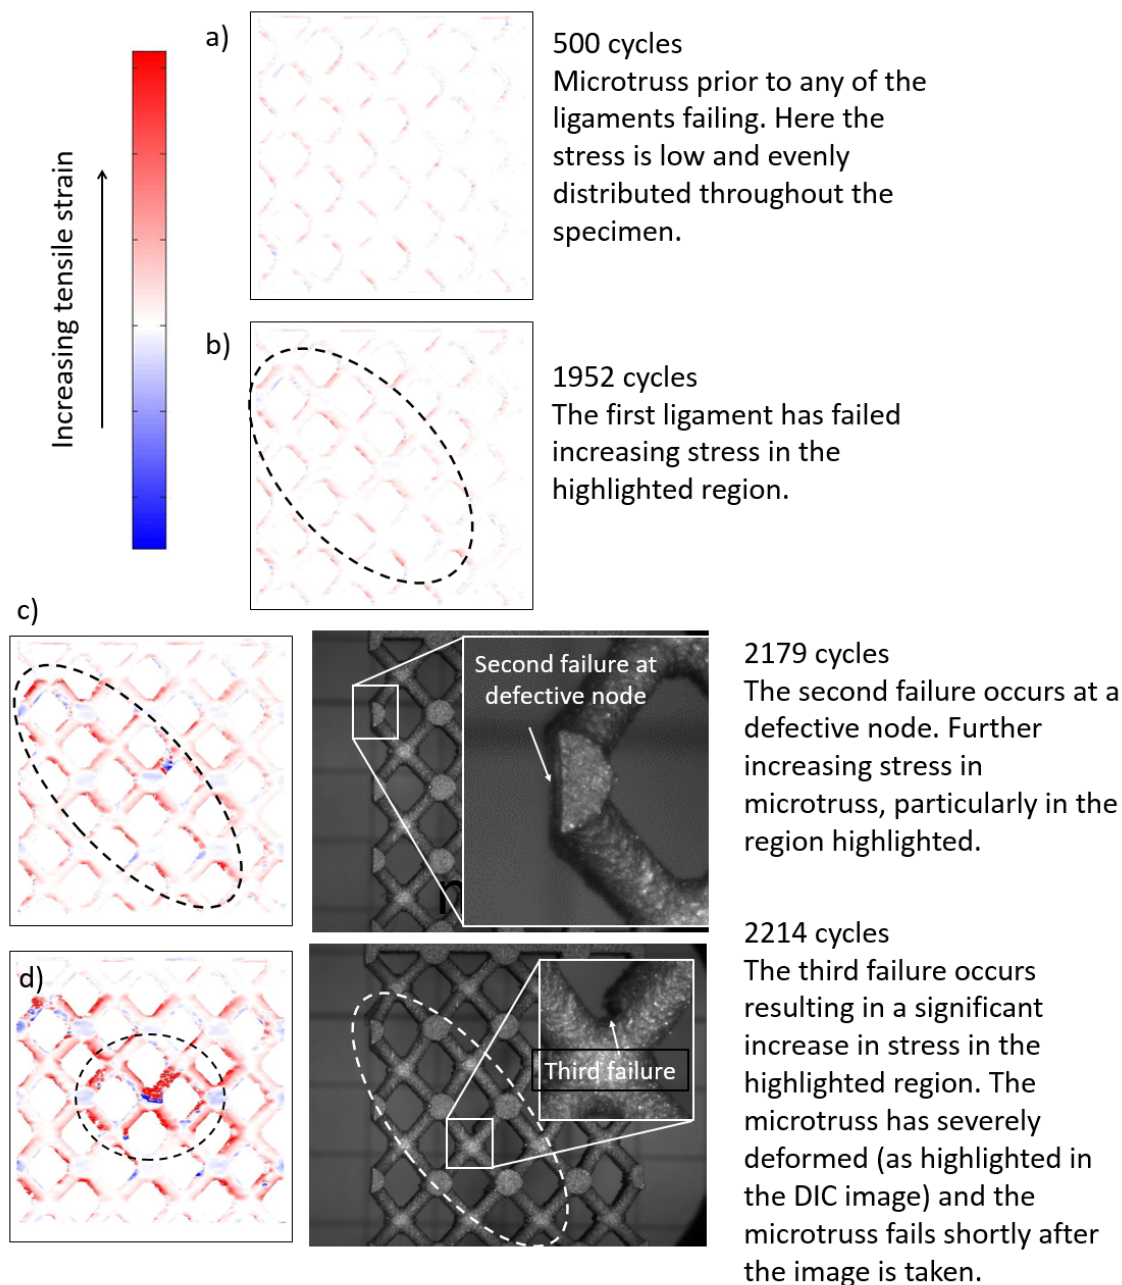 Increasing tensile strain
a)
500 cycles
Microtruss prior to any of the
ligaments failing. Here the
stress is low and evenly
distributed throughout the
specimen.
b)
1952 cycles
The first ligament has failed
increasing stress in the
highlighted region.
c)
Second failure at
defective node
n
2179 cycles
The second failure occurs at a
defective node. Further
increasing stress in
microtruss, particularly in the
region highlighted.
d)
Third failure
2214 cycles
The third failure occurs
resulting in a significant
increase in stress in the
highlighted region. The
microtruss has severely
deformed (as highlighted in
the DIC image) and the
microtruss fails shortly after
the image is taken.